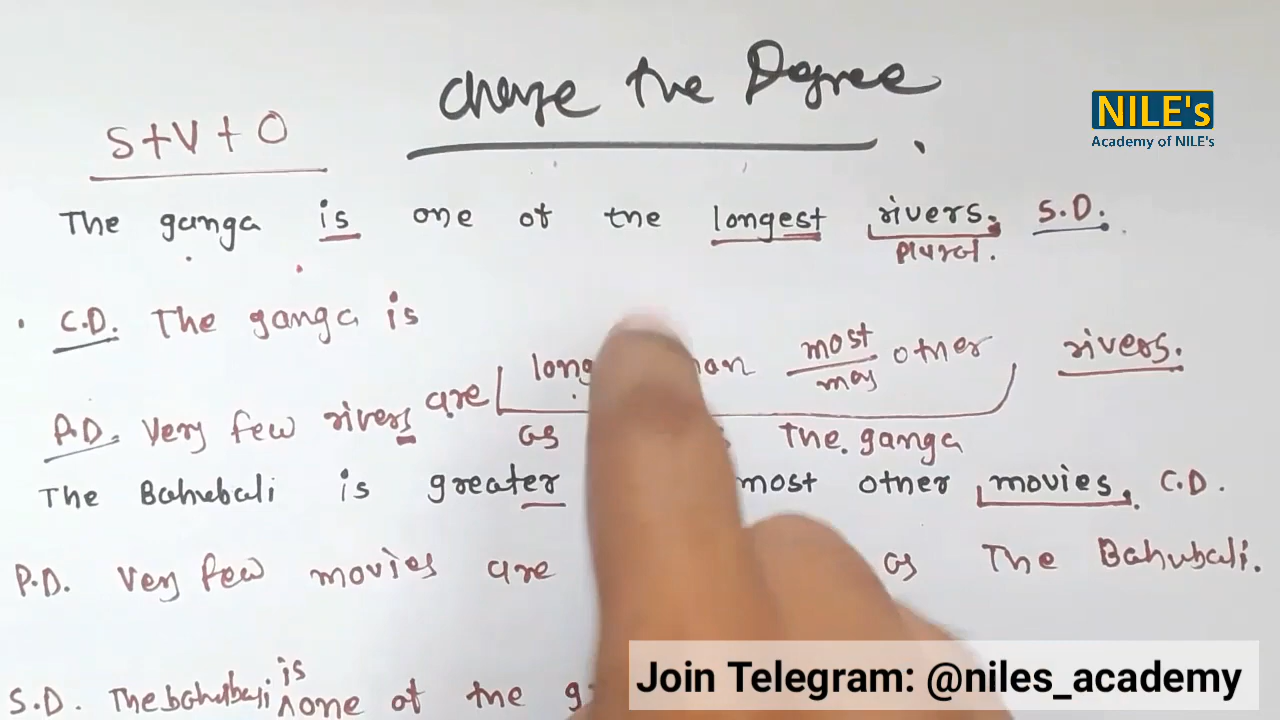 Change the Degree.
NILE's
Academy of NILE's
S+V+O
The ganga is one of the longest rivers. S.D.
plural.
C.D. The ganga is
most other rivers.
many
P.D. Very few rivers are as The ganga
The Bahubali is greater most other movies. C.D.
P.D. Very few movies are as The Bahubali.
is
S.D. The bahubali ^ one of the
Join Telegram: @niles_academy